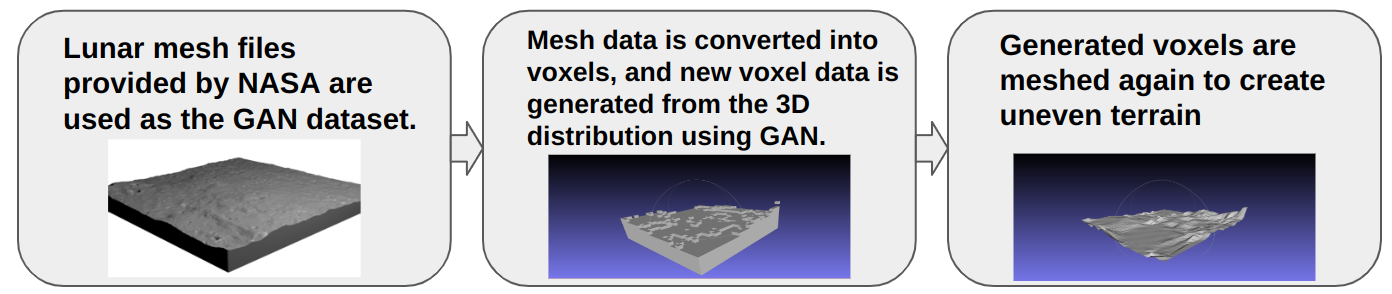 Lunar mesh files
provided by NASA are
used as the GAN dataset.
Mesh data is converted into
voxels, and new voxel data is
generated from the 3D
distribution using GAN.
Generated voxels are
meshed again to create
uneven terrain